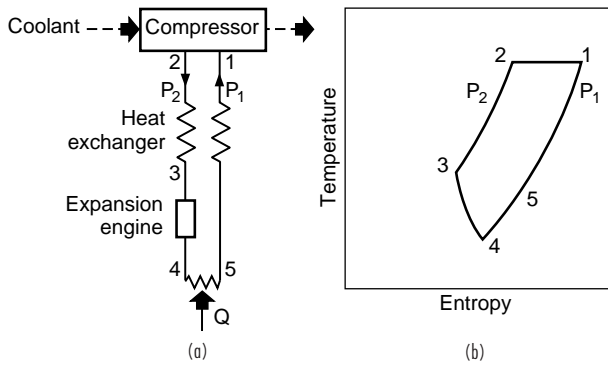 Coolant
Compressor
2
1
P2
P1
Heat
exchanger
3
Expansion
engine
4
5
Q
(a)
Temperature
2
1
P2
P1
3
5
4
Entropy
(b)